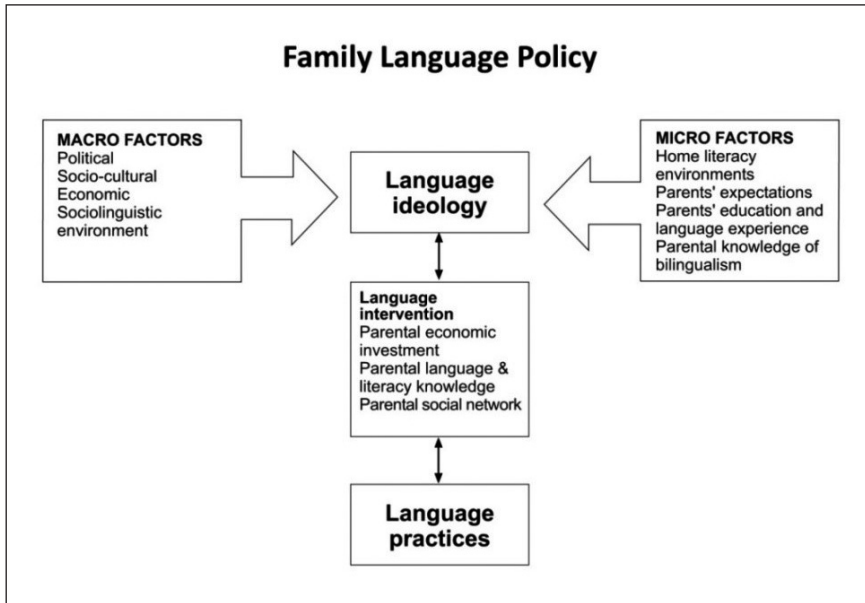 Family Language Policy
MACRO FACTORS
Political
Socio-cultural
Economic
Sociolinguistic
environment
Language
ideology
MICRO FACTORS
Home literacy
environments
Parents' expectations
Parents' education and
language experience
Parental knowledge of
bilingualism
Language
intervention
Parental economic
investment
Parental language &
literacy knowledge
Parental social network
Language
practices